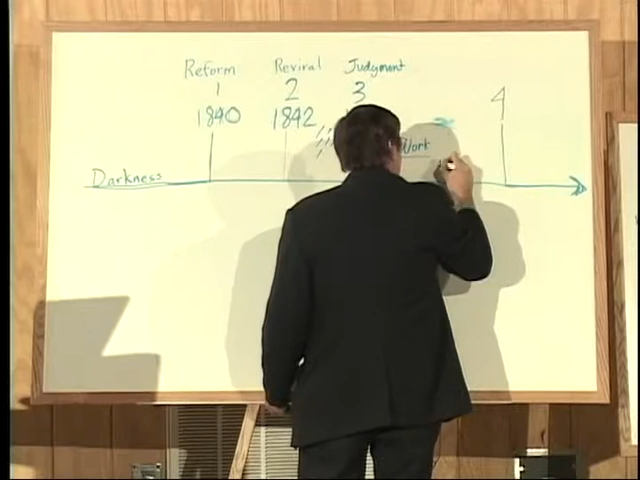 Reform Revival Judgment
1 2 3 4
1840 1842
Work
Darkness